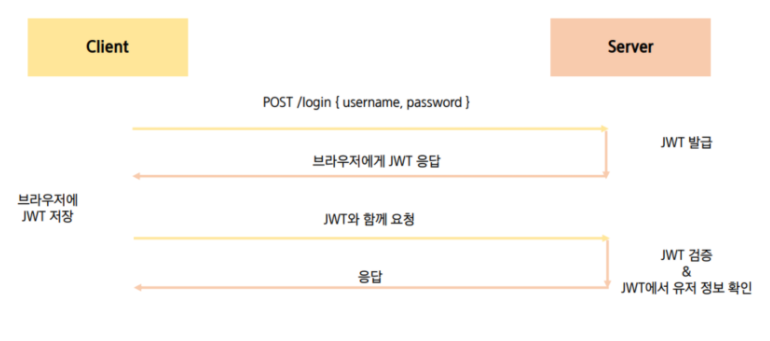 Client
Server
POST /login { username, password }
JWT 발급
브라우저에게 JWT 응답
브라우저에
JWT 저장
JWT와 함께 요청
JWT 검증
&
JWT에서 유저 정보 확인
응답